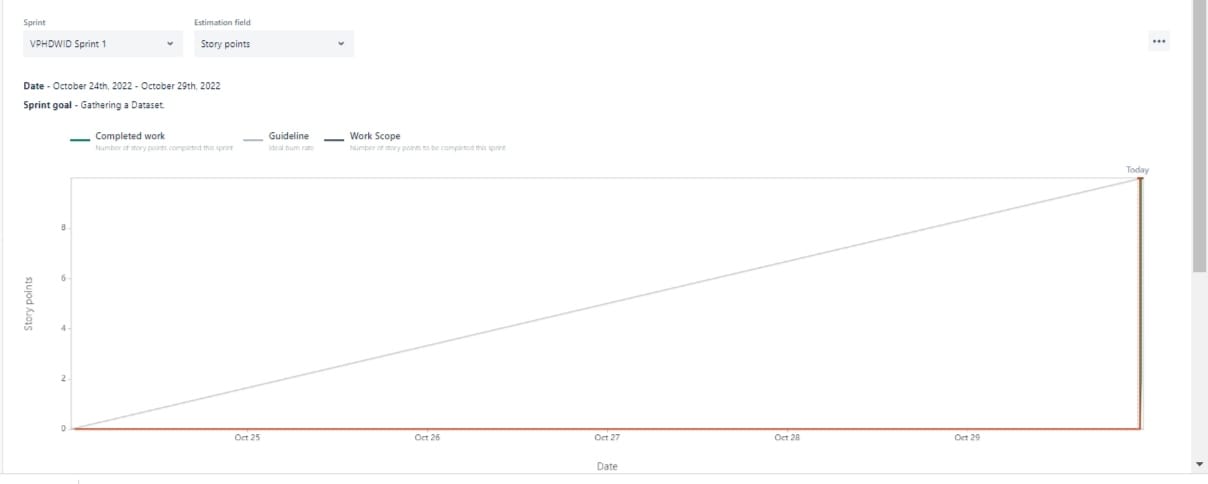 Sprint Estimation field
VPHDWID Sprint 1 Story points
Date - October 24th, 2022 - October 29th, 2022
Sprint goal - Gathering a Dataset.
Completed work Guideline Work Scope
Number of story points completed this sprint Ideal burn rate Number of story points to be completed this sprint
Today
8
6
4
2
0
Story points
Oct 25 Oct 26 Oct 27 Oct 28 Oct 29
Date